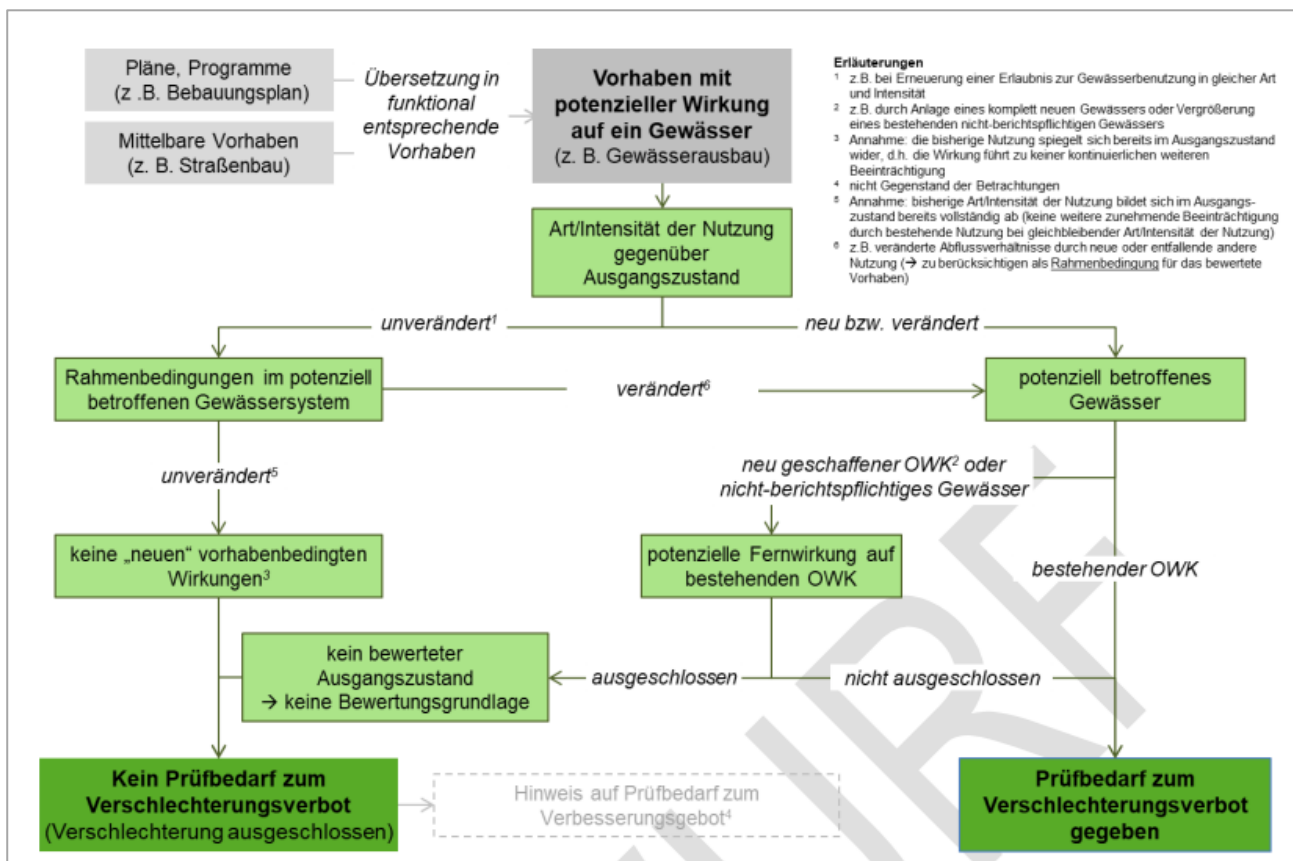 Pläne, Programme
(z .B. Bebauungsplan)
Mittelbare Vorhaben
(z. B. Straßenbau)
Übersetzung in
funktional
entsprechende
Vorhaben
Vorhaben mit
potenzieller Wirkung
auf ein Gewässer
(z. B. Gewässerausbau)
Erläuterungen
1 z.B. bei Erneuerung einer Erlaubnis zur Gewässerbenutzung in gleicher Art
und Intensität
2 z.B. durch Anlage eines komplett neuen Gewässers oder Vergrößerung
eines bestehenden nicht-berichtspflichtigen Gewässers
3 Annahme: die bisherige Nutzung spiegelt sich bereits im Ausgangszustand
wider, d.h. die Wirkung führt zu keiner kontinuierlichen weiteren
Beeinträchtigung
4 nicht Gegenstand der Betrachtungen
5 Annahme: bisherige Art/Intensität der Nutzung bildet sich im Ausgangs-
zustand bereits vollständig ab (keine weitere zunehmende Beeinträchtigung
durch bestehende Nutzung bei gleichbleibender Art/Intensität der Nutzung)
6 z.B. veränderte Abflussverhältnisse durch neue oder entfallende andere
Nutzung (→ zu berücksichtigen als Rahmenbedingung für das bewertete
Vorhaben)
Art/Intensität der Nutzung
gegenüber
Ausgangszustand
unverändert1
neu bzw. verändert
Rahmenbedingungen im potenziell
betroffenen Gewässersystem
verändert6
potenziell betroffenes
Gewässer
unverändert5
neu geschaffener OWK2 oder
nicht-berichtspflichtiges Gewässer
keine „neuen“ vorhabenbedingten
Wirkungen3
potenzielle Fernwirkung auf
bestehenden OWK
bestehender OWK
kein bewerteter
Ausgangszustand
→ keine Bewertungsgrundlage
ausgeschlossen
nicht ausgeschlossen
Kein Prüfbedarf zum
Verschlechterungsverbot
(Verschlechterung ausgeschlossen)
Hinweis auf Prüfbedarf zum
Verbesserungsgebot4
Prüfbedarf zum
Verschlechterungsverbot
gegeben